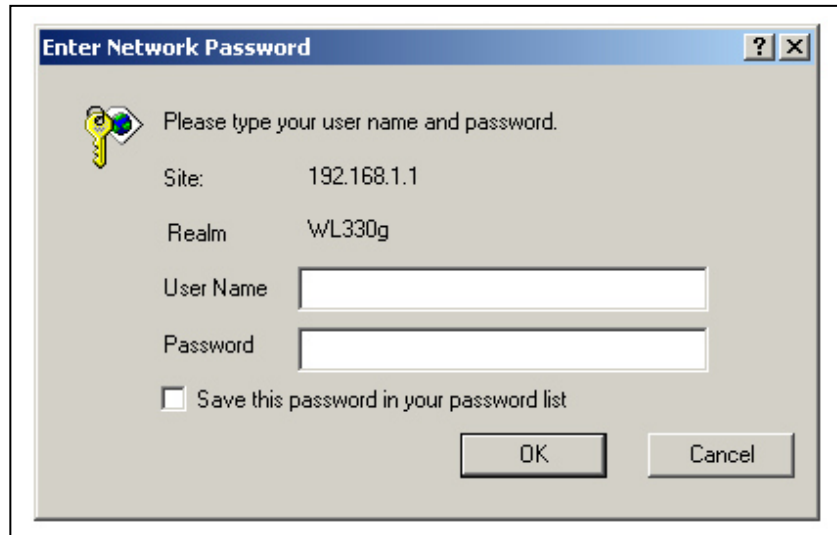 Enter Network Password
Please type your user name and password.
Site: 192.168.1.1
Realm WL330g
User Name
Password
Save this password in your password list
OK Cancel